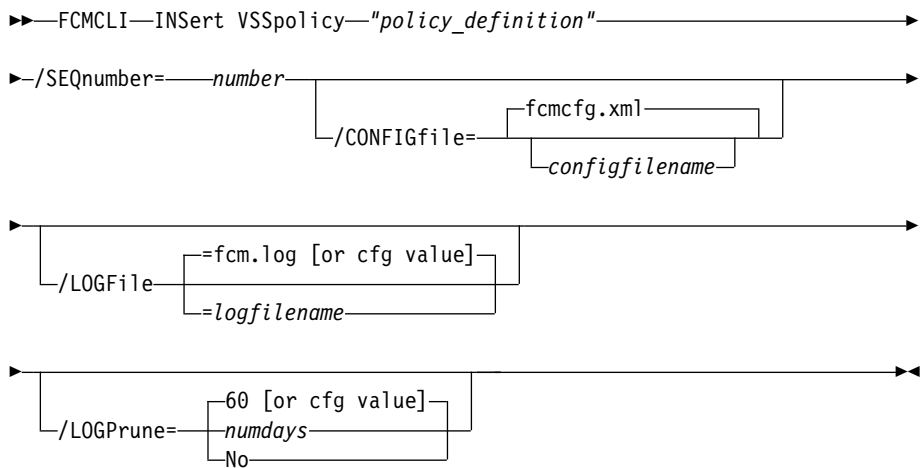 FCMCLI INSert VSSpolicy "policy_definition"
/SEQnumber= number
fcmcfg.xml
/CONFIGfile=
configfilename
=fcm.log [or cfg value]
/LOGFile
=logfilename
60 [or cfg value]
/LOGPrune= numdays
No